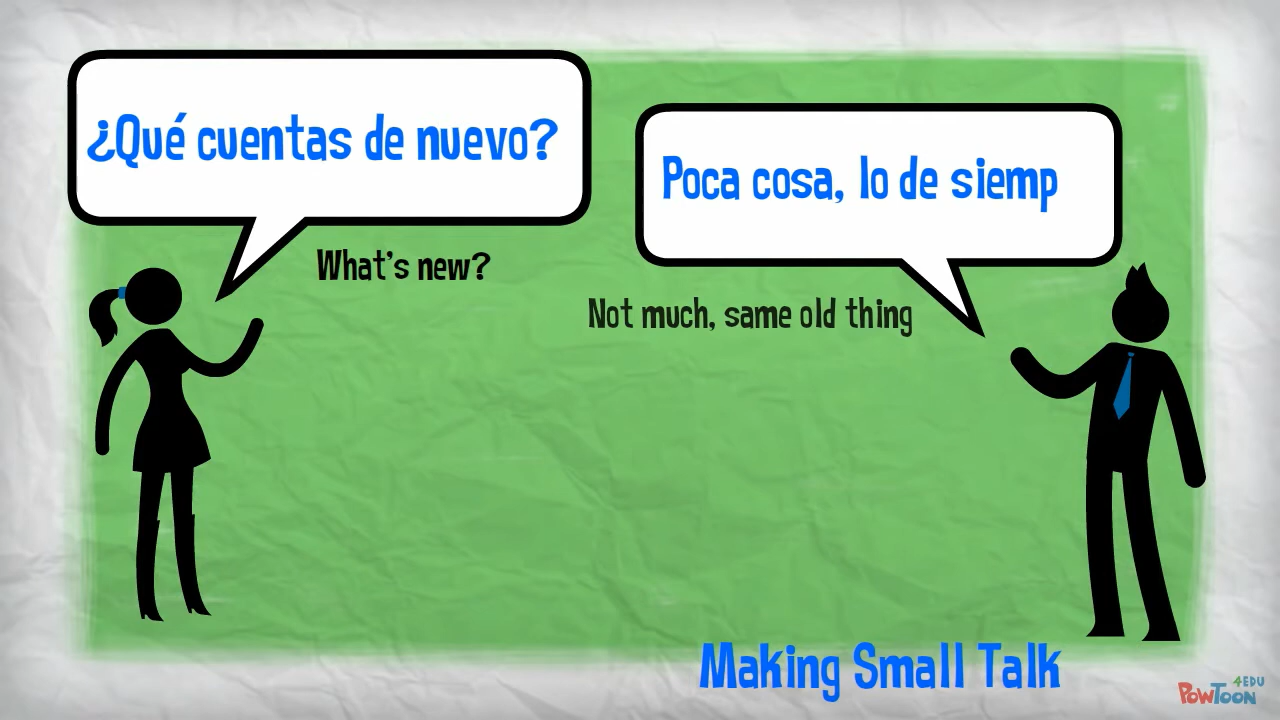 ¿Qué cuentas de nuevo?
What's new?
Poca cosa, lo de siemp
Not much, same old thing
Making Small Talk
POWTOON
4EDU